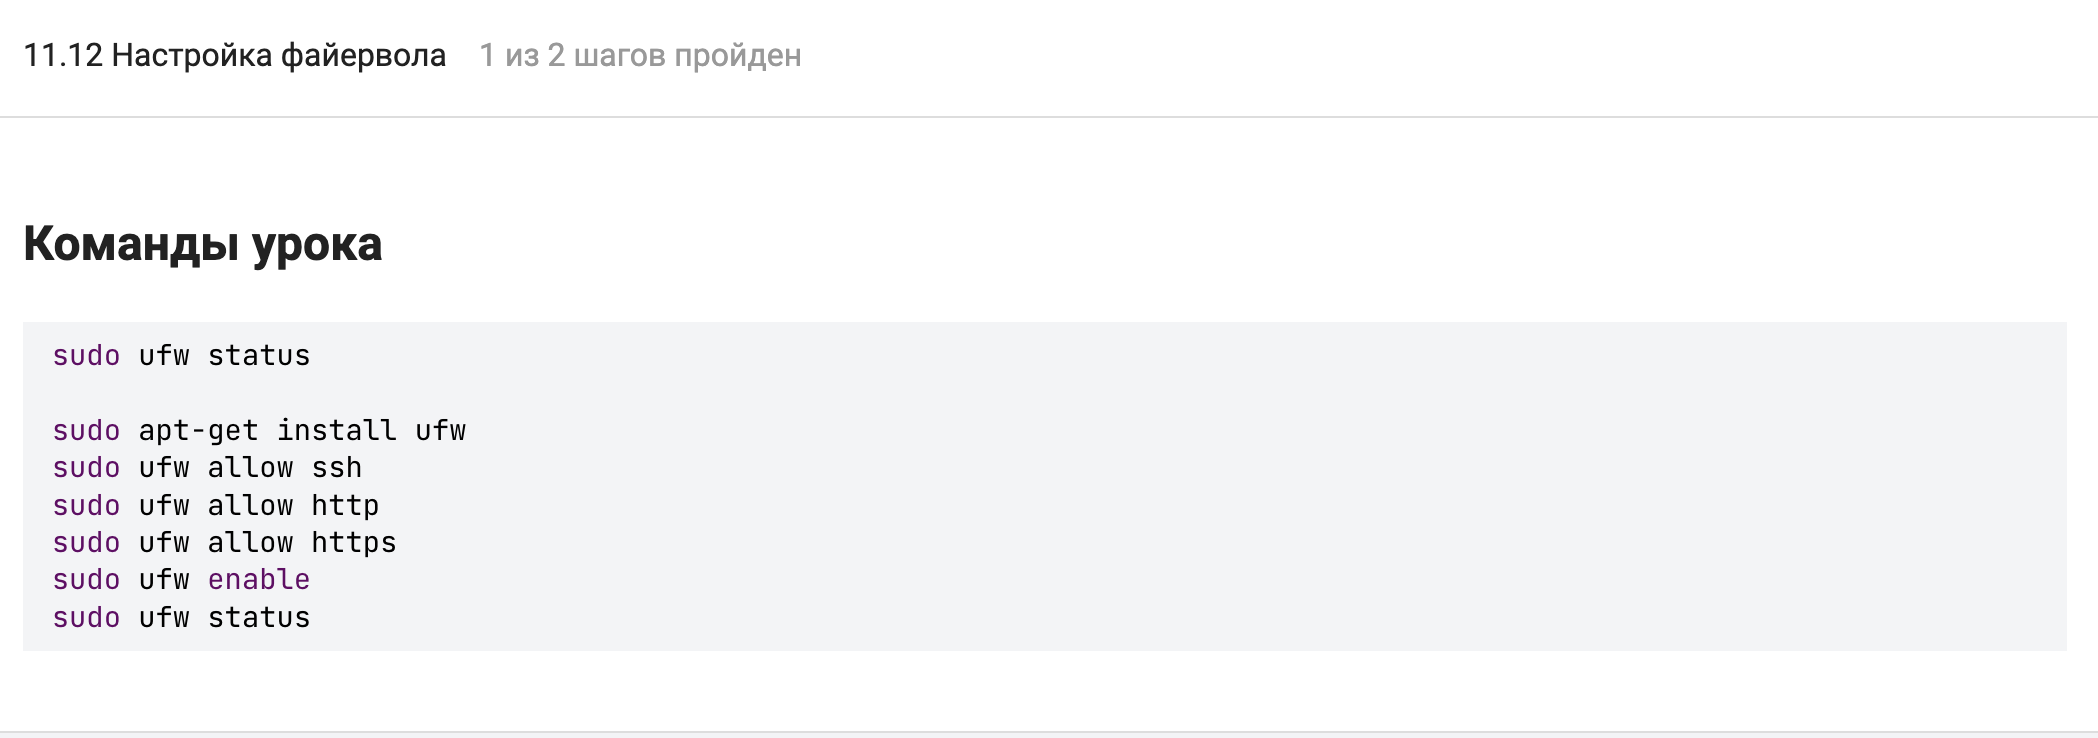 11.12 Настройка файервола 1 из 2 шагов пройден
Команды урока
sudo ufw status
sudo apt-get install ufw
sudo ufw allow ssh
sudo ufw allow http
sudo ufw allow https
sudo ufw enable
sudo ufw status